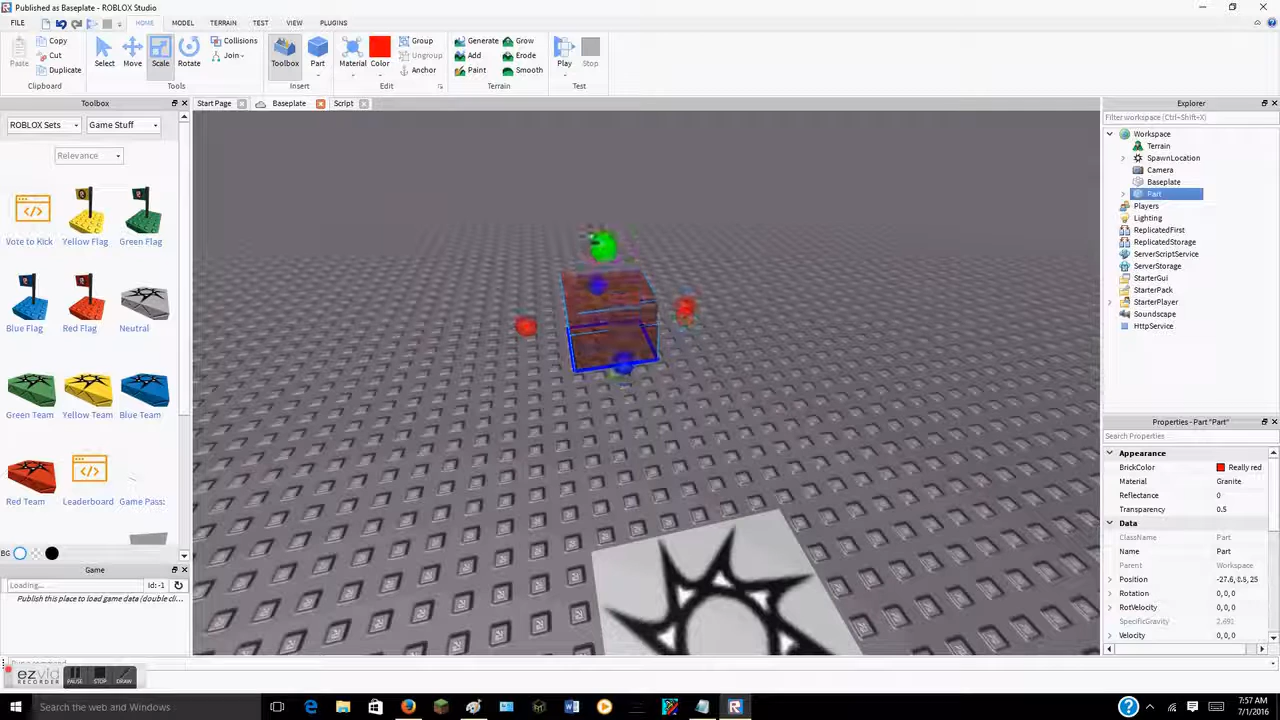 Published as Baseplate - ROBLOX Studio
FILE HOME MODEL TERRAIN TEST VIEW PLUGINS
Paste Copy Cut Duplicate Clipboard
Select Move Scale Rotate Collisions Join Tools
Toolbox Part Insert
Material Color Group Ungroup Anchor Edit
Generate Grow Add Erode Paint Smooth Terrain
Play Stop Test
Toolbox
Start Page Baseplate Script
ROBLOX Sets Game Stuff
Relevance
Vote to Kick Yellow Flag Green Flag
Blue Flag Red Flag Neutral
Green Team Yellow Team Blue Team
Red Team Leaderboard Game Pass:
BG
Game
Loading... Id: -1
Publish this place to load game data (double cli...
Explorer
Filter workspace (Ctrl+Shift+X)
Workspace
Terrain
SpawnLocation
Camera
Baseplate
Part
Players
Lighting
ReplicatedFirst
ReplicatedStorage
ServerScriptService
ServerStorage
StarterGui
StarterPack
StarterPlayer
Soundscape
HttpService
Properties - Part "Part"
Search Properties
Appearance
BrickColor Really red
Material Granite
Reflectance 0
Transparency 0.5
Data
ClassName Part
Name Part
Parent Workspace
Position -27.6, 8.5, 25
Rotation 0, 0, 0
RotVelocity 0, 0, 0
SpecificGravity 2.691
Velocity 0, 0, 0
ezvid
RECORDER
PAUSE STOP DRAW
Search the web and Windows
7:57 AM
7/1/2016